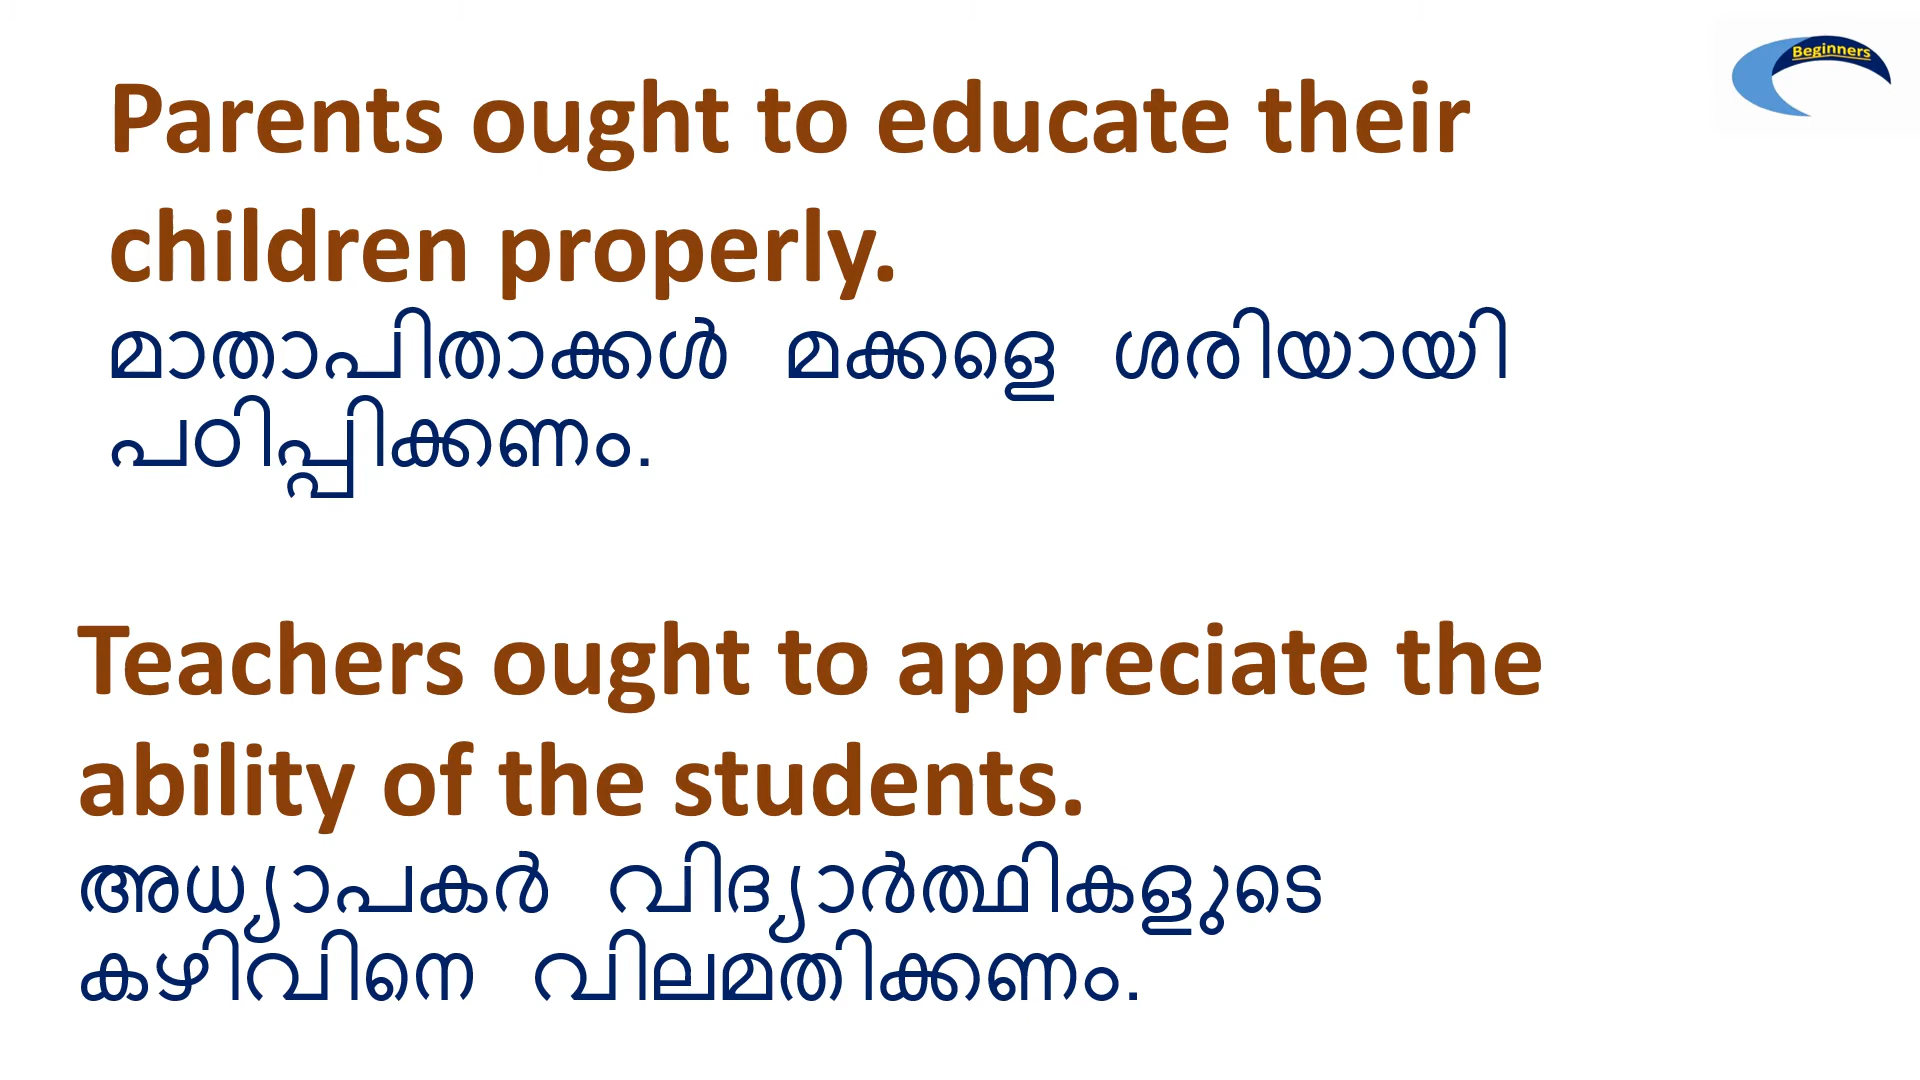 Beginners
Parents ought to educate their
children properly.
മാതാപിതാക്കൾ മക്കളെ ശരിയായി
പഠിപ്പിക്കണം.
Teachers ought to appreciate the
ability of the students.
അധ്യാപകർ വിദ്യാർത്ഥികളുടെ
കഴിവിനെ വിലമതിക്കണം.